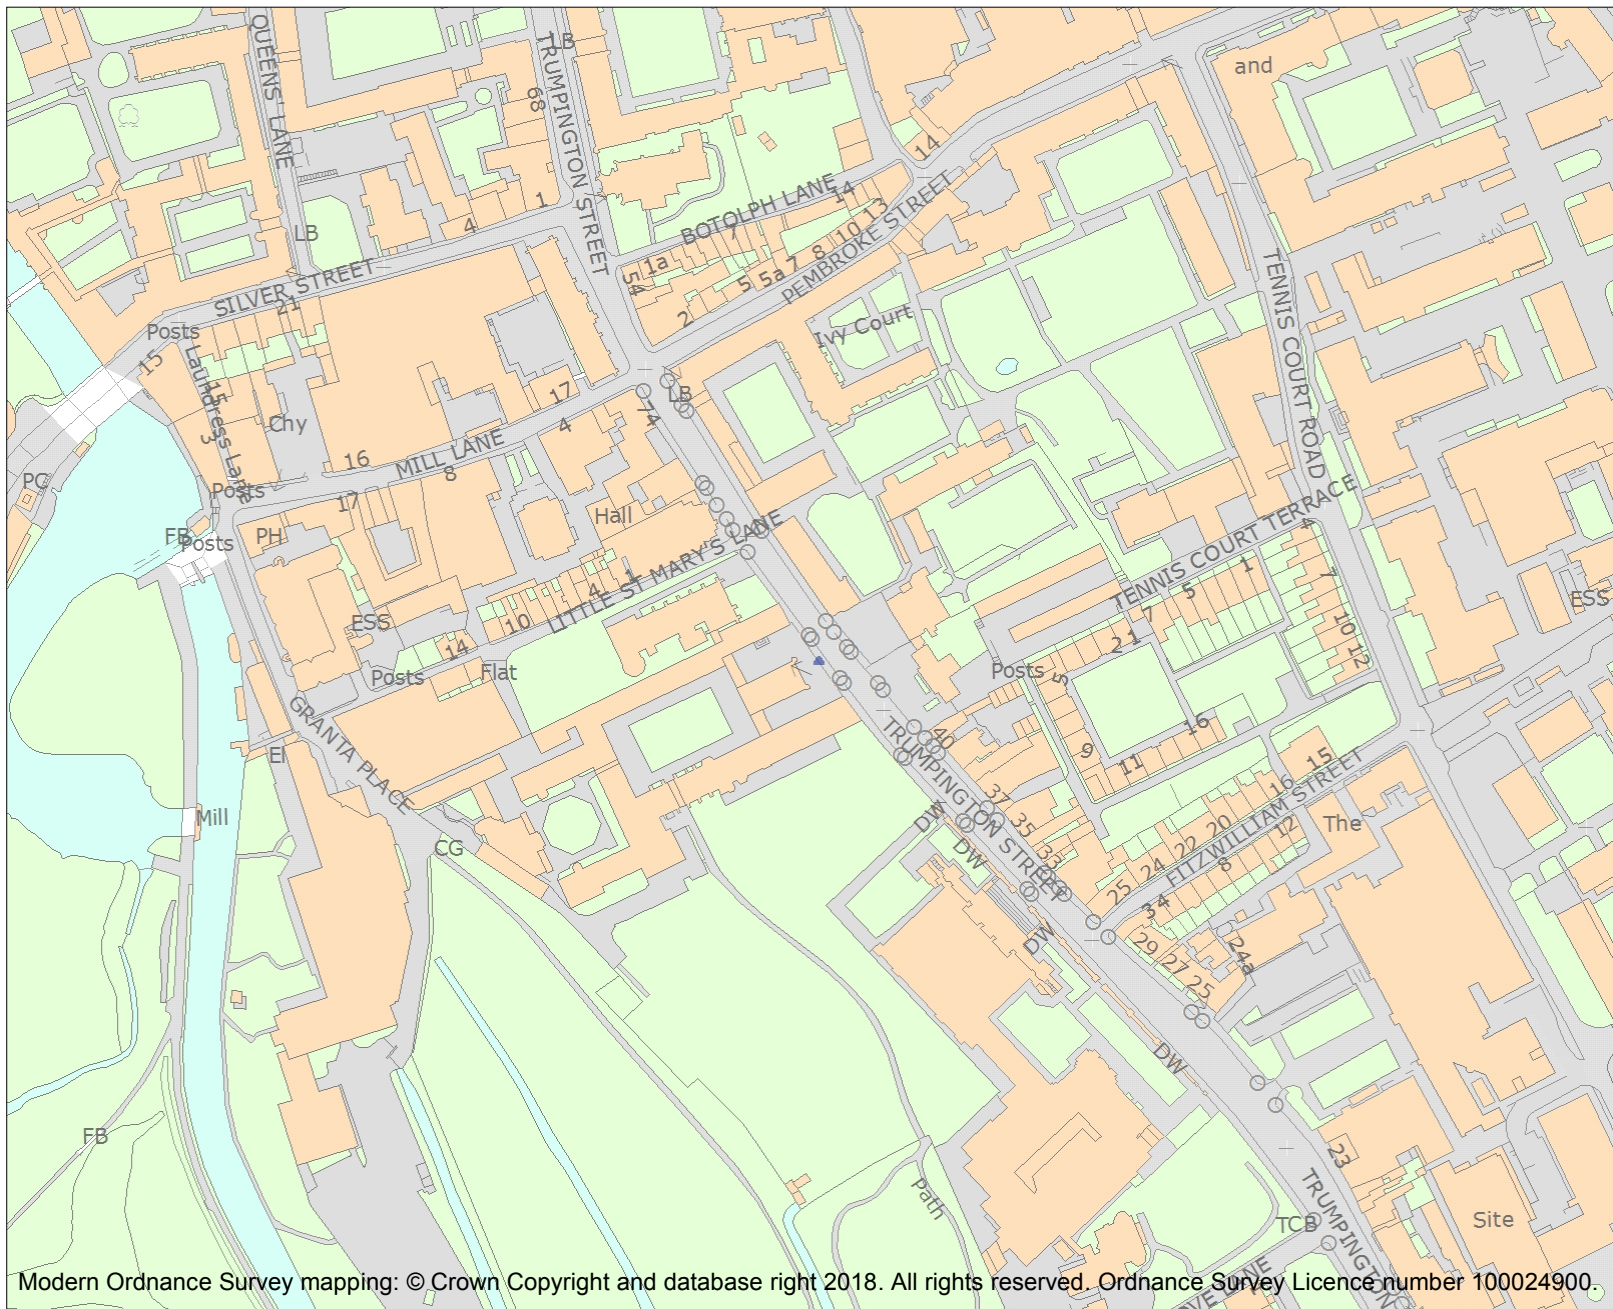 QUEENS LANE
TRUMPINGTON STREET
LB
68
and
14
1
4
BOTOLPH LANE
14
7
1a
LB
SILVER STREET
21
54
PEMBROKE STREET
13
10
8
7
5a
5
2
Ivy Court
TENNIS COURT ROAD
Posts
15
Laundress Lane
15
3
Chy
17
4
74
LB
MILL LANE
16
8
17
PC
Posts
FB
Posts
PH
Hall
LITTLE ST MARY'S LANE
1
4
10
14
ESS
Flat
Posts
TENNIS COURT TERRACE
4
1
5
7
2
1
7
10
12
ESS
Posts
5
9
11
16
GRANTA PLACE
El
Mill
CG
TRUMPINGTON STREET
40
37
35
33
DW
DW
DW
DW
FITZWILLIAM STREET
15
16
20
22
24
25
12
8
4
3
The
29
27
25
24a
FB
Path
23
TRUMPINGTON
TCB
Site
Modern Ordnance Survey mapping: © Crown Copyright and database right 2018. All rights reserved. Ordnance Survey Licence number 100024900.